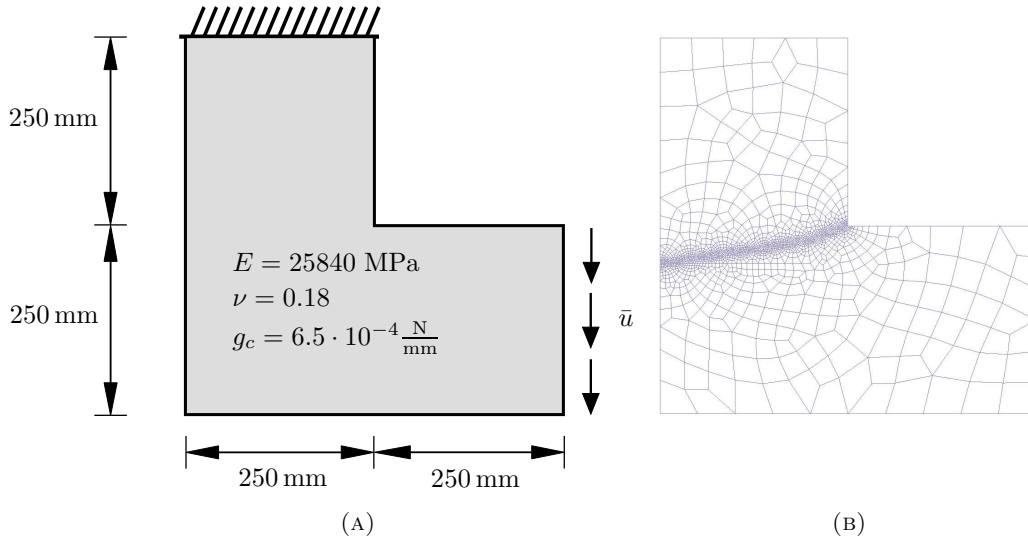 250 mm
250 mm
E = 25840 MPa
ν = 0.18
g_c = 6.5 · 10^{−4} N/mm
ū
250 mm
250 mm
(A)
(B)